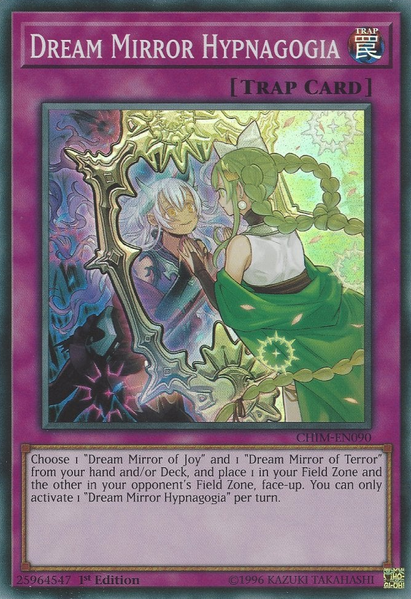 Dream Mirror Hypnagogia
TRAP
罠
[Trap Card]
CHIM-EN090
Choose 1 "Dream Mirror of Joy" and 1 "Dream Mirror of Terror"
from your hand and/or Deck, and place 1 in your Field Zone and
the other in your opponent's Field Zone, face-up. You can only
activate 1 "Dream Mirror Hypnagogia" per turn.
25964547 1st Edition ©1996 KAZUKI TAKAHASHI